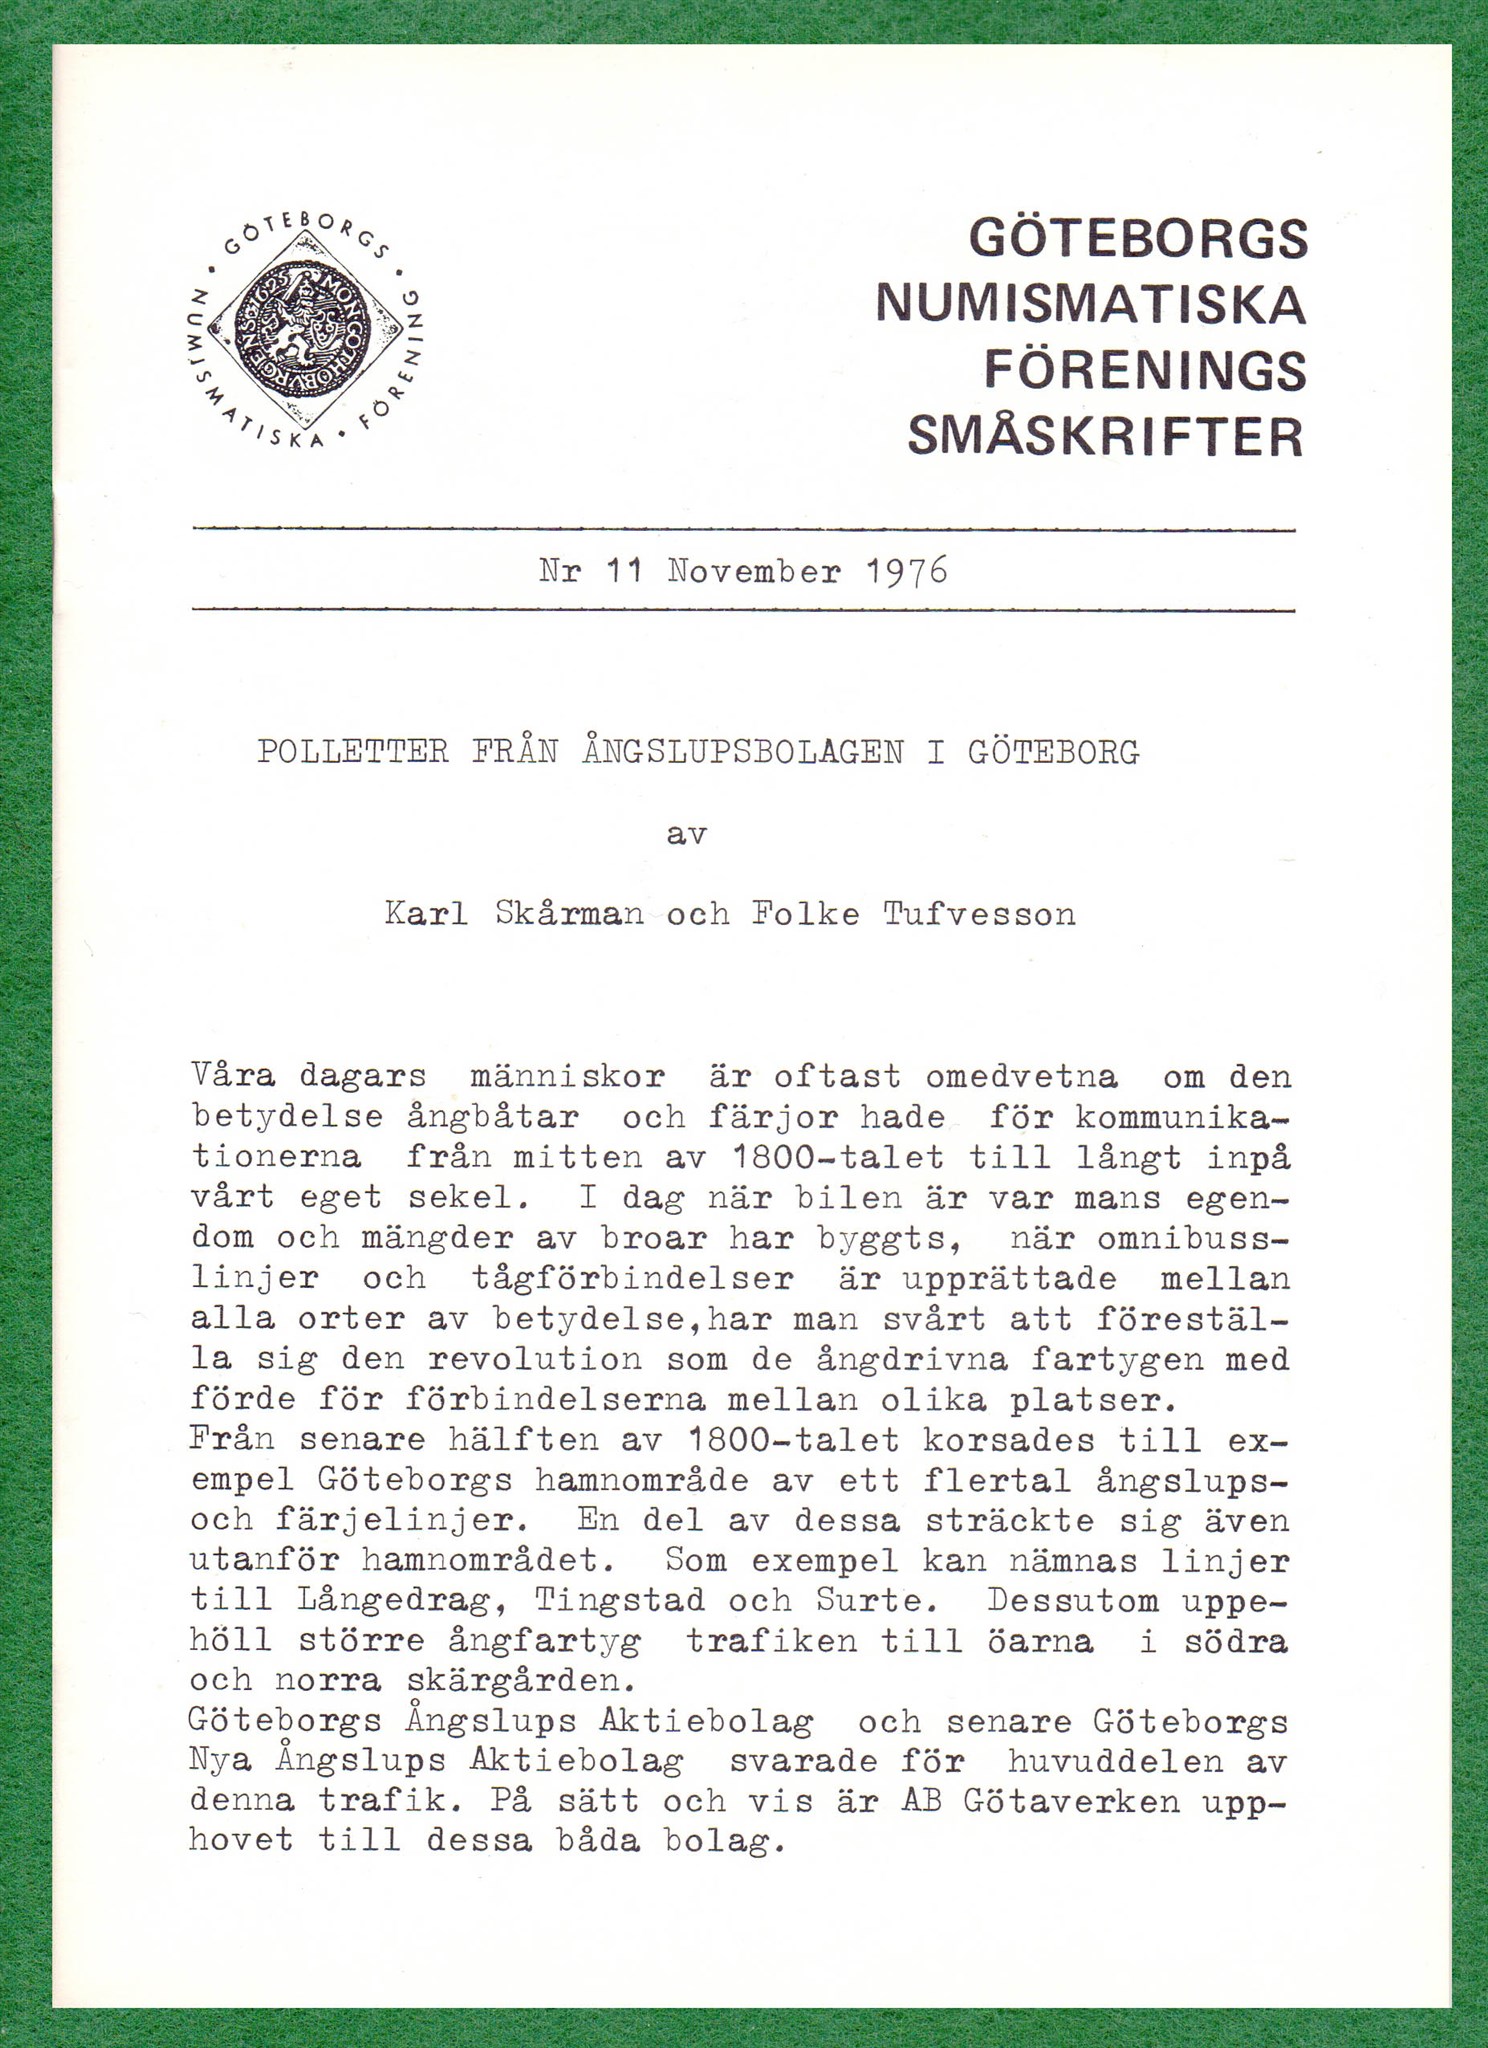 GÖTEBORGS
NUMISMATISKA
FÖRENING
1625 MON GOTHOBVRGENS
GÖTEBORGS
NUMISMATISKA
FÖRENINGS
SMÅSKRIFTER
Nr 11 November 1976
POLLETTER FRÅN ÅNGSLUPSBOLAGEN I GÖTEBORG
av
Karl Skårman och Folke Tufvesson
Våra dagars människor är oftast omedvetna om den
betydelse ångbåtar och färjor hade för kommunika-
tionerna från mitten av 1800-talet till långt inpå
vårt eget sekel. I dag när bilen är var mans egen-
dom och mängder av broar har byggts, när omnibuss-
linjer och tågförbindelser är upprättade mellan
alla orter av betydelse,har man svårt att förestäl-
la sig den revolution som de ångdrivna fartygen med
förde för förbindelserna mellan olika platser.
Från senare hälften av 1800-talet korsades till ex-
empel Göteborgs hamnområde av ett flertal ångslups-
och färjelinjer. En del av dessa sträckte sig även
utanför hamnområdet. Som exempel kan nämnas linjer
till Långedrag, Tingstad och Surte. Dessutom uppe-
höll större ångfartyg trafiken till öarna i södra
och norra skärgården.
Göteborgs Ångslups Aktiebolag och senare Göteborgs
Nya Ångslups Aktiebolag svarade för huvuddelen av
denna trafik. På sätt och vis är AB Götaverken upp-
hovet till dessa båda bolag.